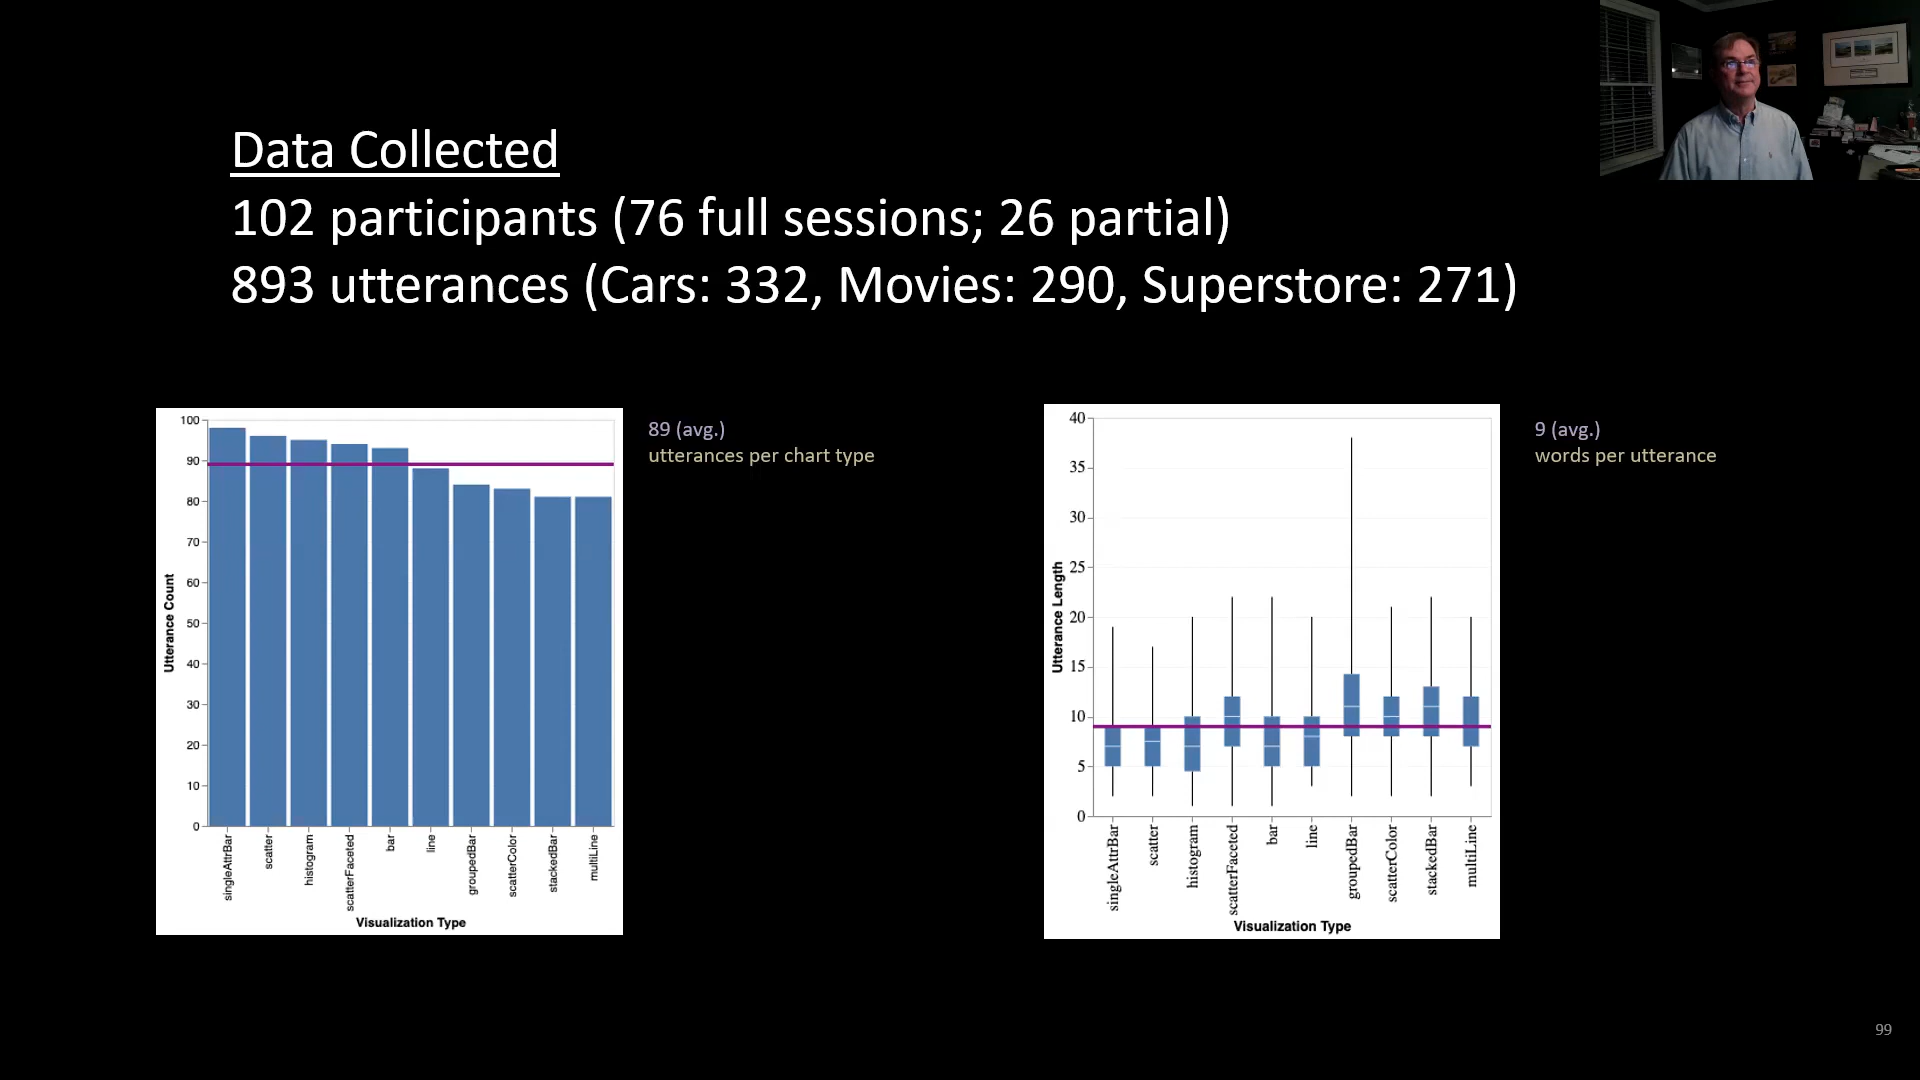 Data Collected
102 participants (76 full sessions; 26 partial)
893 utterances (Cars: 332, Movies: 290, Superstore: 271)
100
90
80
70
60
50
40
30
20
10
0
Utterance Count
singleAttrBar
scatter
histogram
scatterFaceted
bar
line
groupedBar
scatterColor
stackedBar
multiLine
Visualization Type
89 (avg.)
utterances per chart type
40
35
30
25
20
15
10
5
0
Utterance Length
singleAttrBar
scatter
histogram
scatterFaceted
bar
line
groupedBar
scatterColor
stackedBar
multiLine
Visualization Type
9 (avg.)
words per utterance
99